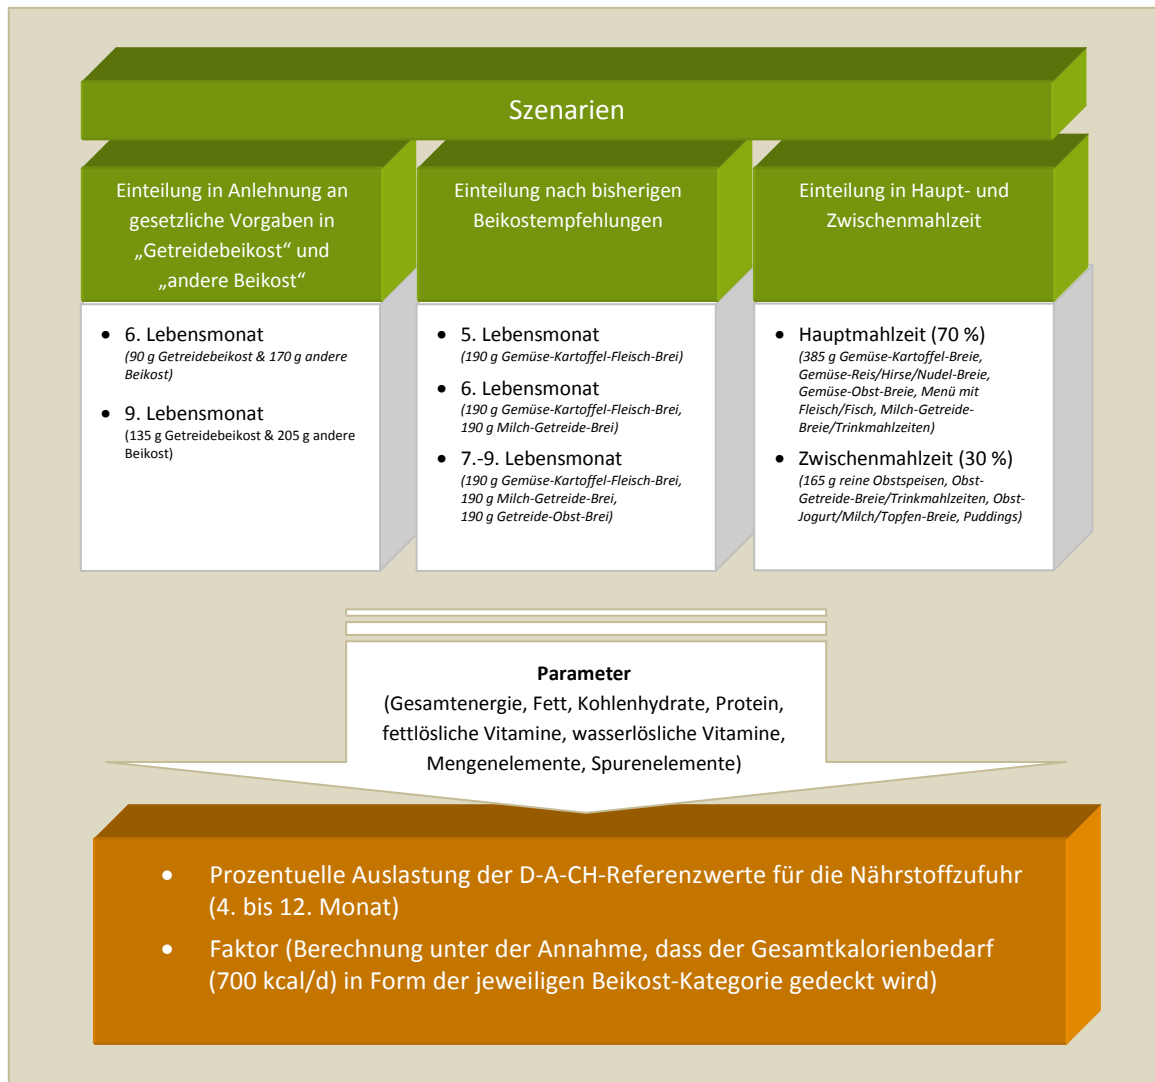 Szenarien
Einteilung in Anlehnung an
gesetzliche Vorgaben in
„Getreidebeikost“ und
„andere Beikost“
• 6. Lebensmonat
(90 g Getreidebeikost & 170 g andere
Beikost)
• 9. Lebensmonat
(135 g Getreidebeikost & 205 g andere
Beikost)
Einteilung nach bisherigen
Beikostempfehlungen
• 5. Lebensmonat
(190 g Gemüse-Kartoffel-Fleisch-Brei)
• 6. Lebensmonat
(190 g Gemüse-Kartoffel-Fleisch-Brei,
190 g Milch-Getreide-Brei)
• 7.-9. Lebensmonat
(190 g Gemüse-Kartoffel-Fleisch-Brei,
190 g Milch-Getreide-Brei,
190 g Getreide-Obst-Brei)
Einteilung in Haupt- und
Zwischenmahlzeit
• Hauptmahlzeit (70 %)
(385 g Gemüse-Kartoffel-Breie,
Gemüse-Reis/Hirse/Nudel-Breie,
Gemüse-Obst-Breie, Menü mit
Fleisch/Fisch, Milch-Getreide-
Breie/Trinkmahlzeiten)
• Zwischenmahlzeit (30 %)
(165 g reine Obstspeisen, Obst-
Getreide-Breie/Trinkmahlzeiten, Obst-
Jogurt/Milch/Topfen-Breie, Puddings)
Parameter
(Gesamtenergie, Fett, Kohlenhydrate, Protein,
fettlösliche Vitamine, wasserlösliche Vitamine,
Mengenelemente, Spurenelemente)
• Prozentuelle Auslastung der D-A-CH-Referenzwerte für die Nährstoffzufuhr
(4. bis 12. Monat)
• Faktor (Berechnung unter der Annahme, dass der Gesamtkalorienbedarf
(700 kcal/d) in Form der jeweiligen Beikost-Kategorie gedeckt wird)